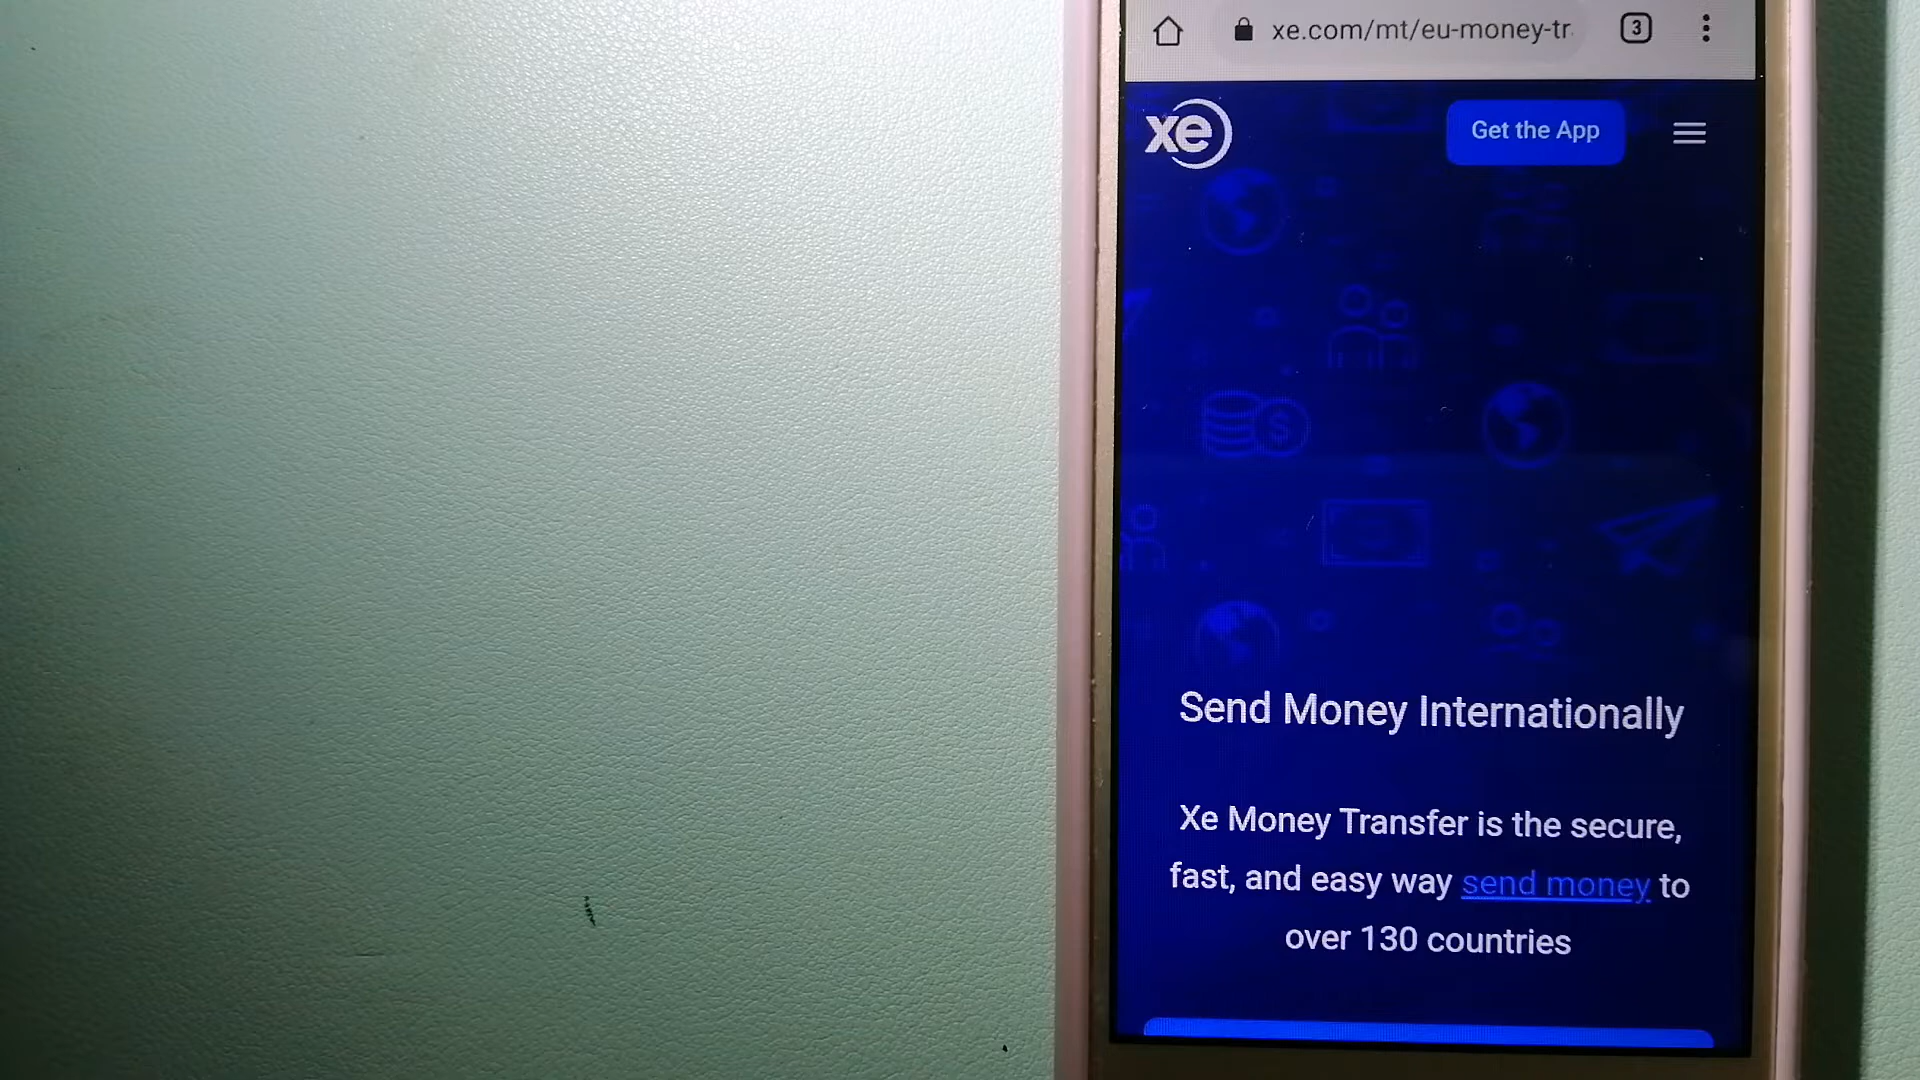 xe.com/mt/eu-money-tr
3
xe
Get the App
Send Money Internationally
Xe Money Transfer is the secure,
fast, and easy way send money to
over 130 countries